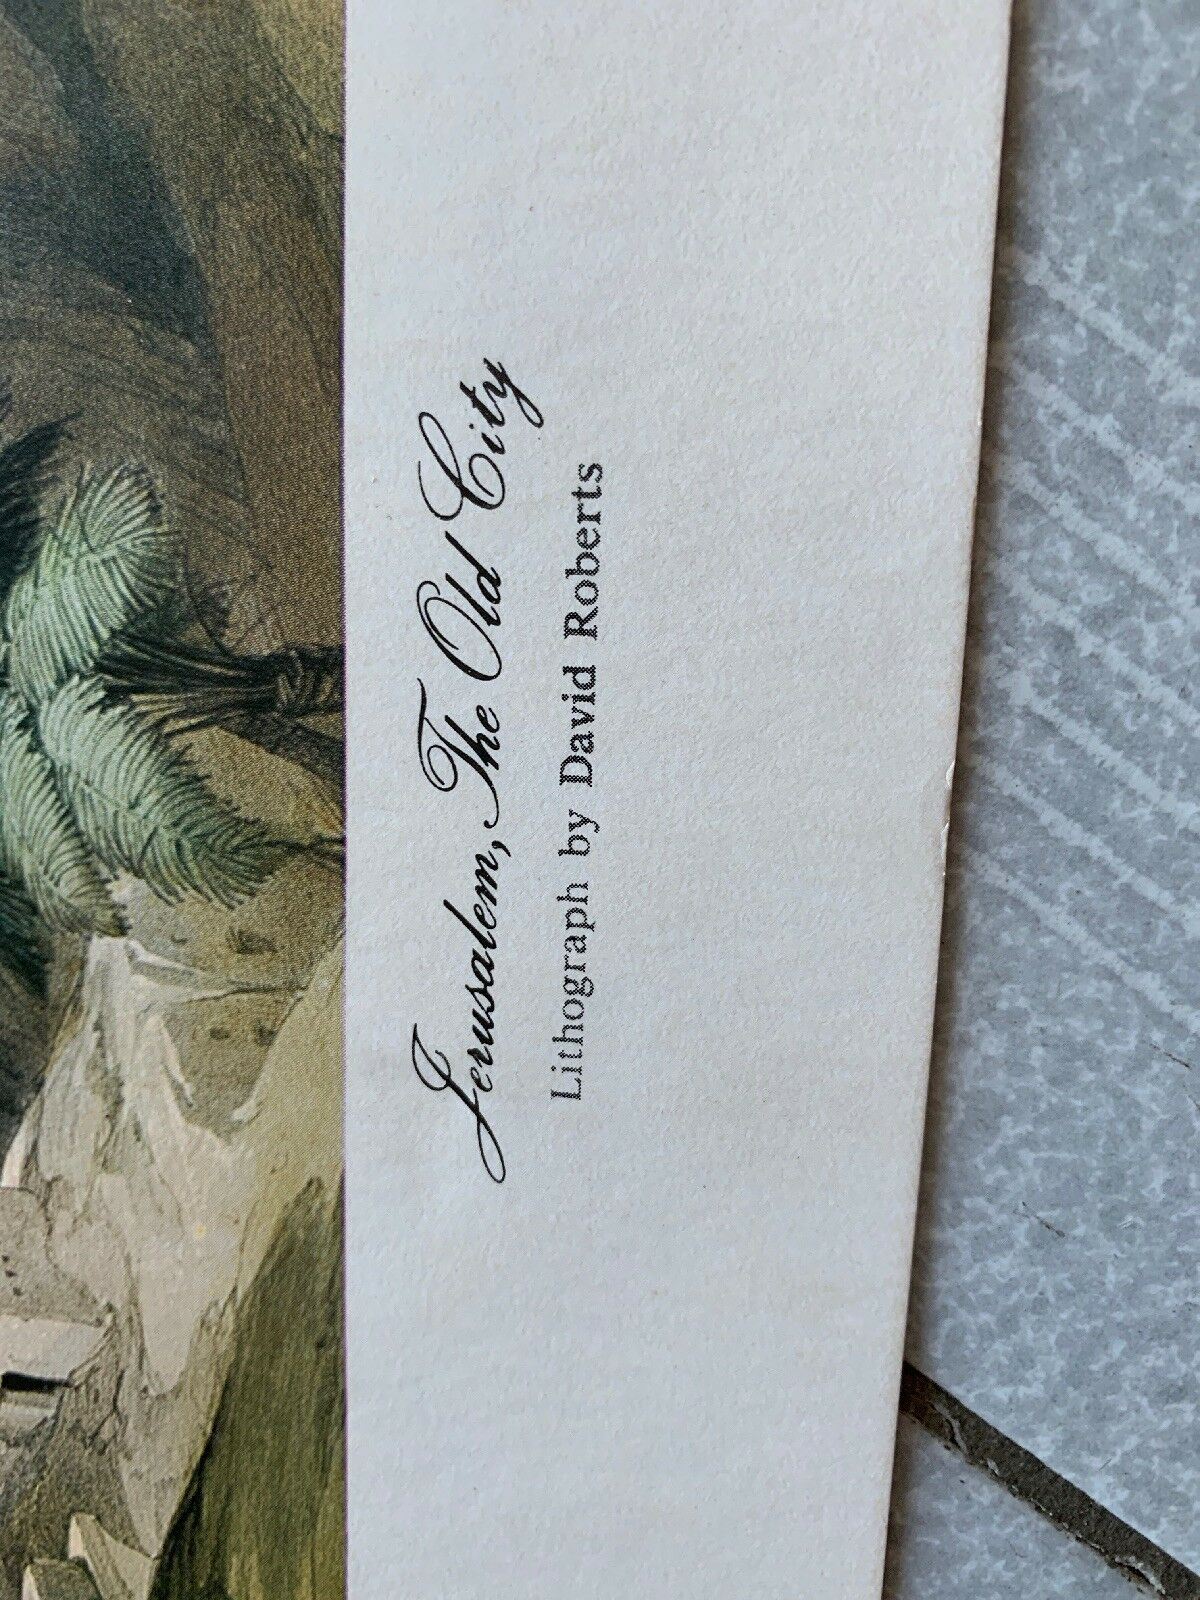 Jerusalem, The Old City
Lithograph by David Roberts